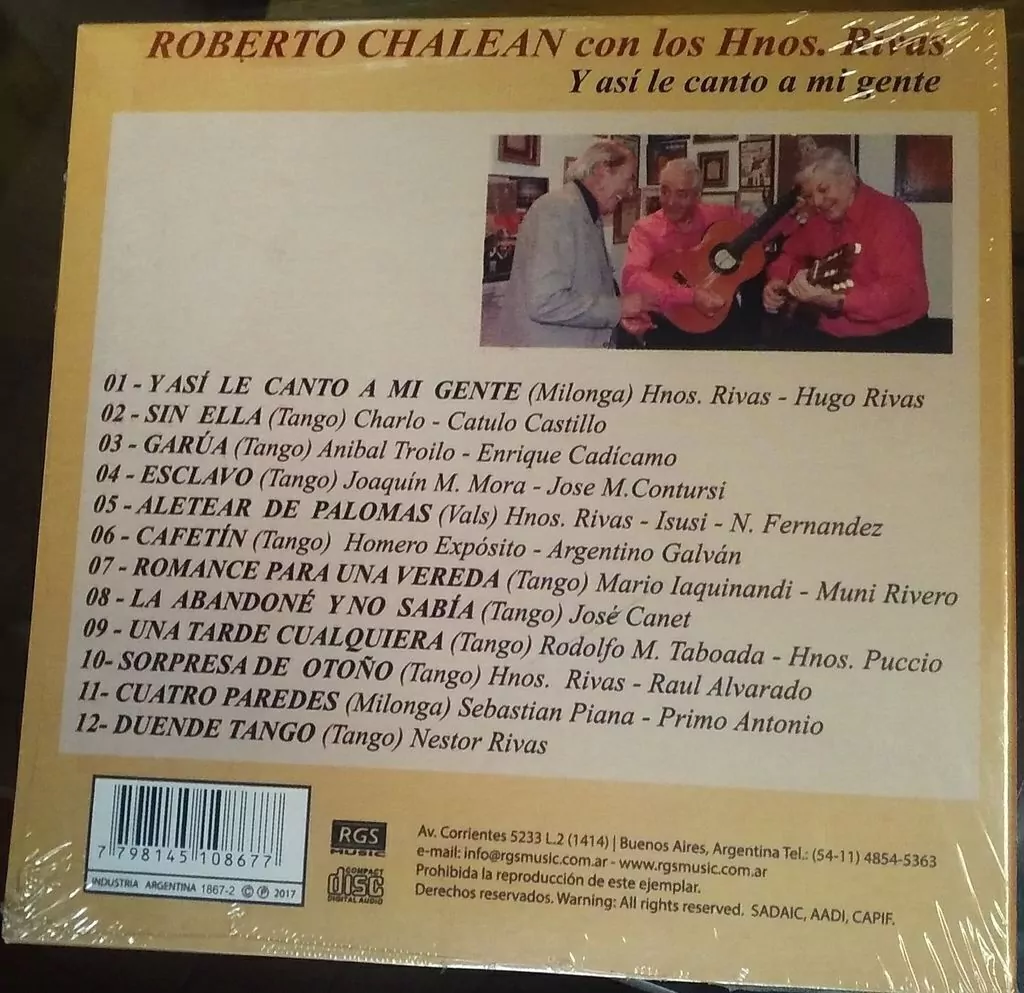 ROBERTO CHALEAN con los Hnos. Rivas
Y así le canto a mi gente
01 - Y ASÍ LE CANTO A MI GENTE (Milonga) Hnos. Rivas - Hugo Rivas
02 - SIN ELLA (Tango) Charlo - Catulo Castillo
03 - GARÚA (Tango) Anibal Troilo - Enrique Cadícamo
04 - ESCLAVO (Tango) Joaquín M. Mora - Jose M.Contursi
05 - ALETEAR DE PALOMAS (Vals) Hnos. Rivas - Isusi - N. Fernandez
06 - CAFETÍN (Tango) Homero Expósito - Argentino Galván
07 - ROMANCE PARA UNA VEREDA (Tango) Mario Iaquinandi - Muni Rivero
08 - LA ABANDONÉ Y NO SABÍA (Tango) José Canet
09 - UNA TARDE CUALQUIERA (Tango) Rodolfo M. Taboada - Hnos. Puccio
10- SORPRESA DE OTOÑO (Tango) Hnos. Rivas - Raul Alvarado
11- CUATRO PAREDES (Milonga) Sebastian Piana - Primo Antonio
12- DUENDE TANGO (Tango) Nestor Rivas
7 798145 108677
INDUSTRIA ARGENTINA 1867-2 © ℗ 2017
RGS
MUSIC
COMPACT
disc
DIGITAL AUDIO
Av. Corrientes 5233 L.2 (1414) | Buenos Aires, Argentina Tel.: (54-11) 4854-5363
e-mail: info@rgsmusic.com.ar - www.rgsmusic.com.ar
Prohibida la reproducción de este ejemplar.
Derechos reservados. Warning: All rights reserved. SADAIC, AADI, CAPIF.